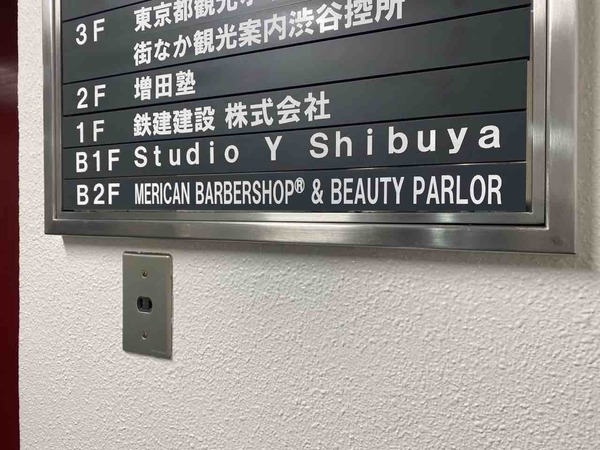 3F 東京都観光
街なか観光案内渋谷控所
2F 増田塾
1F 鉄建建設 株式会社
B1F Studio Y Shibuya
B2F MERICAN BARBERSHOP® & BEAUTY PARLOR